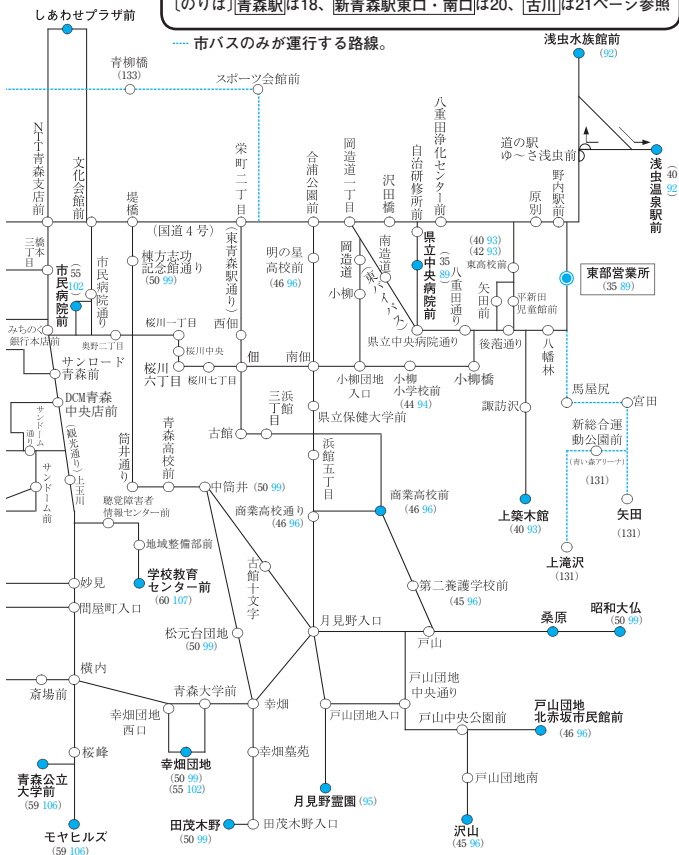 〔のりば〕青森駅は18、新青森駅東口・南口は20、古川は21ページ参照
市バスのみが運行する路線。
しあわせプラザ前
浅虫水族館前
(92)
青柳橋
(133)
スポーツ会館前
道の駅
ゆ〜さ浅虫前
浅虫温泉駅前
(40
92)
NTT青森支店前
文化会館前
堤橋
栄町二丁目
合浦公園前
岡造道一丁目
沢田橋
自治研修所前
八重田浄化センター前
原別
野内駅前
(国道４号)
橋本
三丁目
市民病院前
(55
102)
市民病院通り
棟方志功
記念館通り
(50 99)
(東青森駅通り)
明の星
高校前
(46 96)
岡造道
南造道
(東バイパス)
小柳
県立中央病院前
(35
89)
八重田通り
(40 93)
(42 93)
東高校前
矢田前
平新田
児童館前
東部営業所
(35 89)
みちのく
銀行本店前
奥野二丁目
桜川一丁目
桜川中央
西佃
県立中央病院通り
後萢通り
八幡林
サンロード
青森前
桜川
六丁目
桜川七丁目
佃
南佃
小柳団地
入口
小柳
小学校前
(44 94)
小柳橋
馬屋尻
宮田
DCM青森
中央店前
サンドーム
通り
(観光通り)
サンドーム前
上玉川
筒井通り
青森高校前
古館
三丁目
浜館
県立保健大学前
浜館五丁目
諏訪沢
新総合運
動公園前
(青い森アリーナ)
(131)
聴覚障害者
情報センター前
中筒井 (50 99)
商業高校通り
(46 96)
商業高校前
(46 96)
上築木館
(40 93)
矢田
(131)
上滝沢
(131)
地域整備部前
学校教育
センター前
(60 107)
古館十文字
第二養護学校前
(45 96)
妙見
問屋町入口
松元台団地
(50 99)
月見野入口
戸山
桑原
昭和大仏
(50 99)
横内
斎場前
青森大学前
幸畑団地
西口
幸畑
戸山団地
中央通り
戸山団地入口
戸山中央公園前
戸山団地
北赤坂市民館前
(46 96)
桜峰
幸畑団地
(50 99)
(55 102)
幸畑墓苑
青森公立
大学前
(59 106)
戸山団地南
月見野霊園 (95)
モヤヒルズ
(59 106)
田茂木野
(50 99)
田茂木野入口
沢山
(45 96)